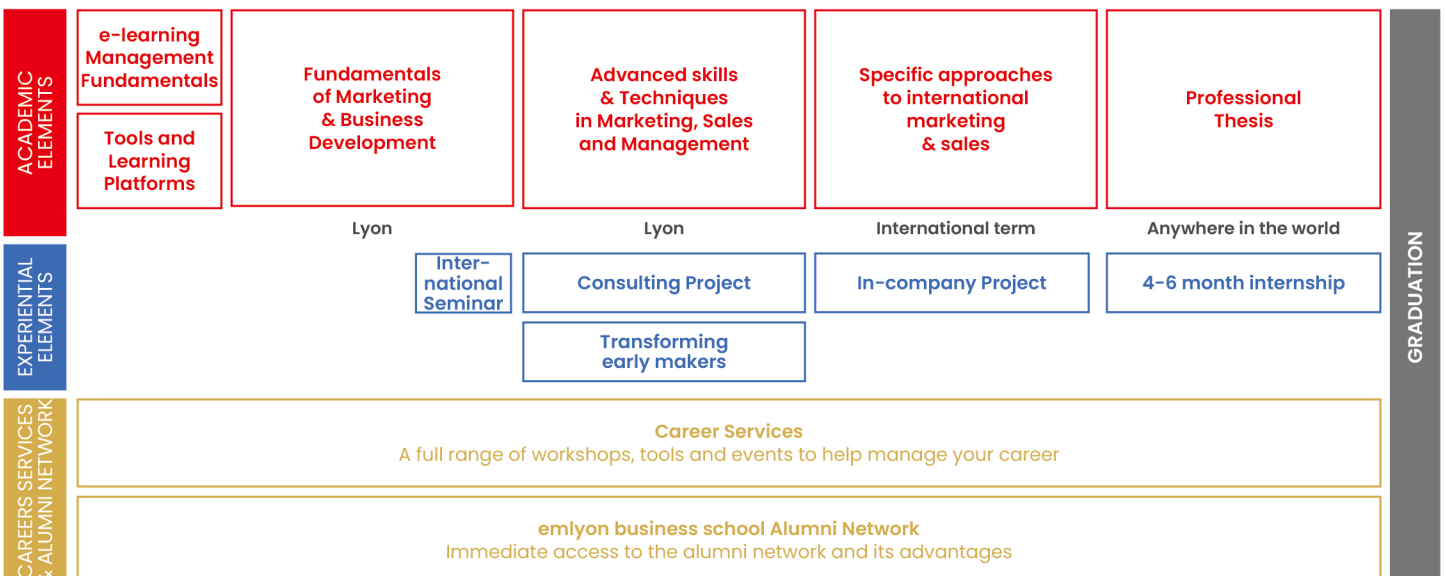 ACADEMIC
ELEMENTS
e-learning
Management
Fundamentals
Tools and
Learning
Platforms
Fundamentals
of Marketing
& Business
Development
Advanced skills
& Techniques
in Marketing, Sales
and Management
Specific approaches
to international
marketing
& sales
Professional
Thesis
Lyon
Lyon
International term
Anywhere in the world
EXPERIENTIAL
ELEMENTS
Inter-
national
Seminar
Consulting Project
In-company Project
4-6 month internship
Transforming
early makers
GRADUATION
CAREERS SERVICES
& ALUMNI NETWORK
Career Services
A full range of workshops, tools and events to help manage your career
emlyon business school Alumni Network
Immediate access to the alumni network and its advantages